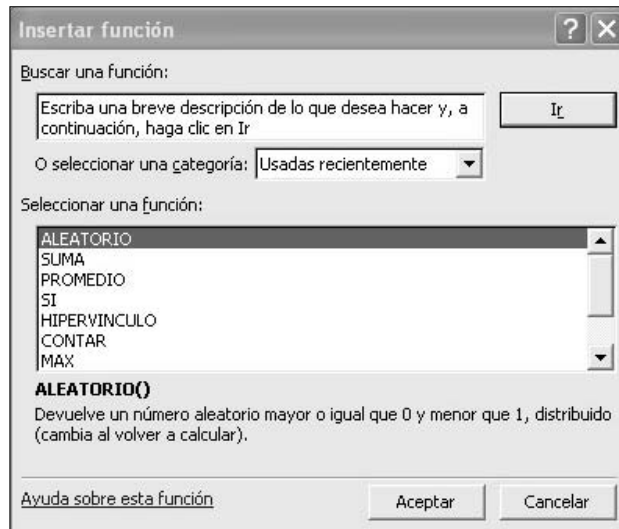 Insertar función
Buscar una función:
Escriba una breve descripción de lo que desea hacer y, a
continuación, haga clic en Ir
Ir
O seleccionar una categoría: Usadas recientemente
Seleccionar una función:
ALEATORIO
SUMA
PROMEDIO
SI
HIPERVINCULO
CONTAR
MAX
ALEATORIO()
Devuelve un número aleatorio mayor o igual que 0 y menor que 1, distribuido
(cambia al volver a calcular).
Ayuda sobre esta función
Aceptar
Cancelar